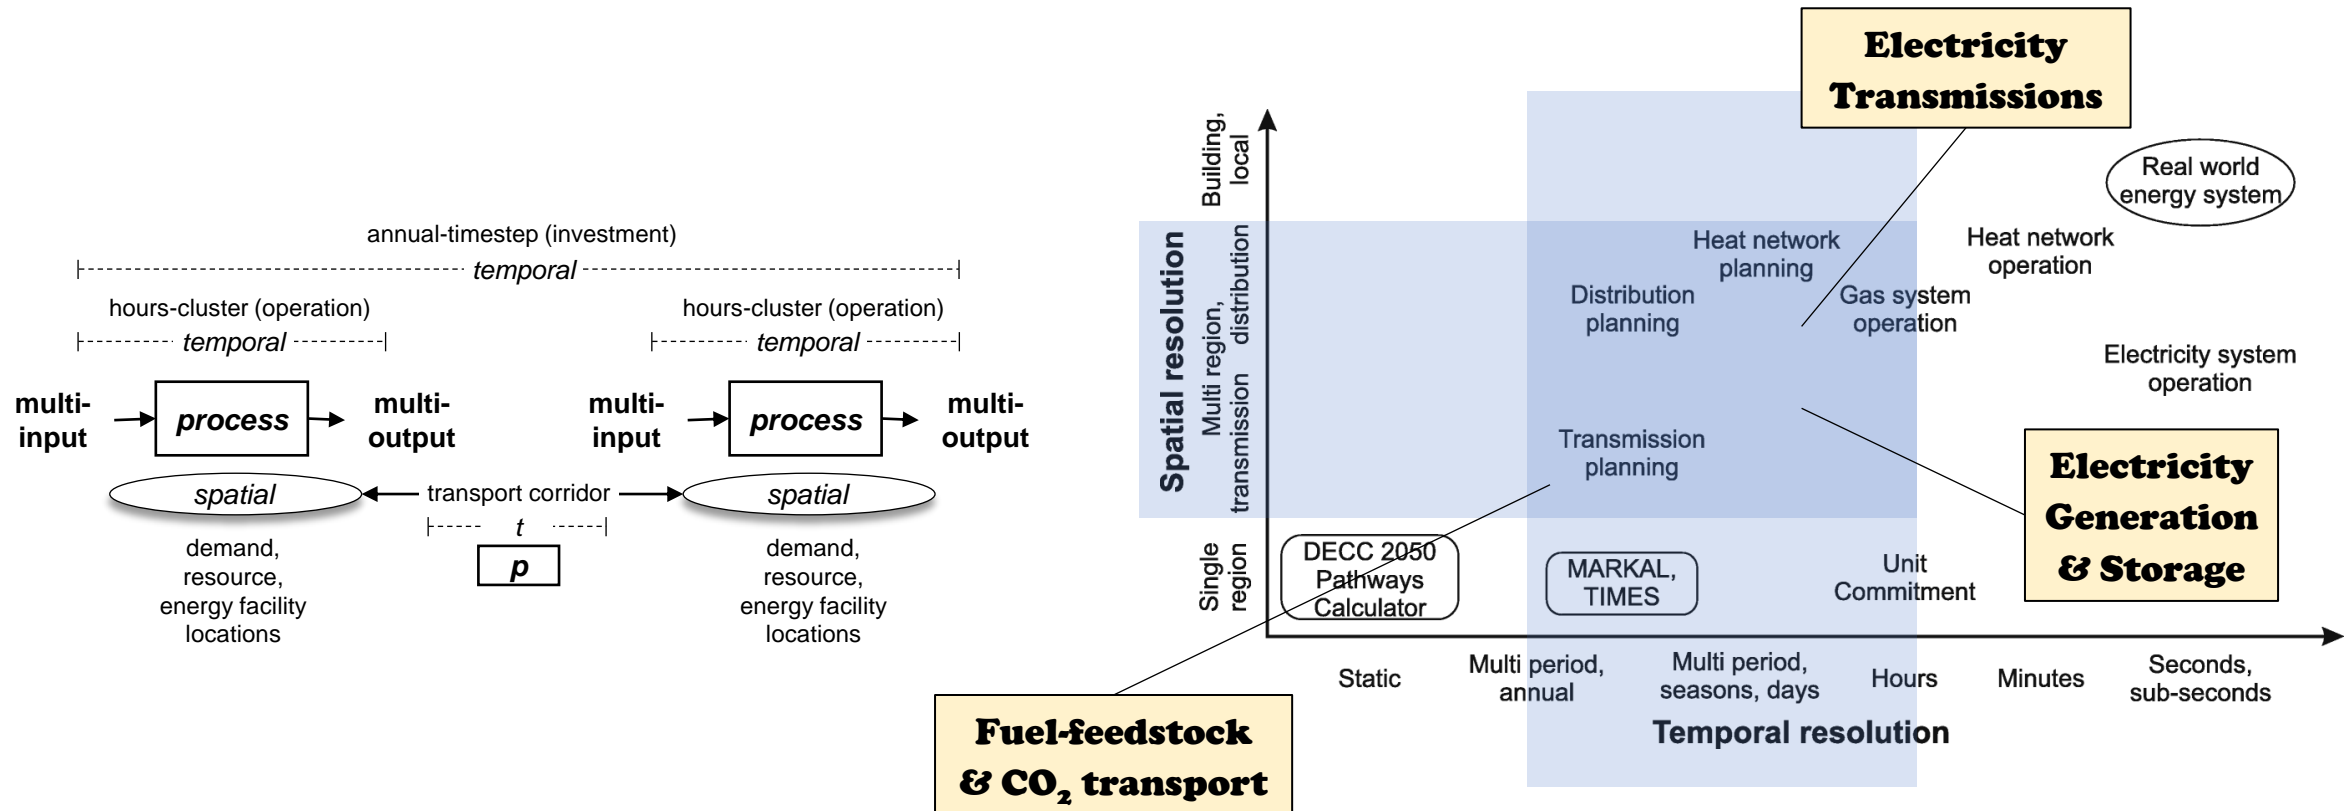 annual-timestep (investment)
temporal
hours-cluster (operation)
temporal
hours-cluster (operation)
temporal
multi-
input
process
multi-
output
multi-
input
process
multi-
output
spatial
transport corridor
spatial
t
p
demand,
resource,
energy facility
locations
demand,
resource,
energy facility
locations
Electricity
Transmissions
Spatial resolution
Building,
local
Multi region,
transmission distribution
Single
region
Real world
energy system
Heat network
planning
Heat network
operation
Distribution
planning
Gas system
operation
Electricity system
operation
Transmission
planning
Electricity
Generation
& Storage
DECC 2050
Pathways
Calculator
MARKAL,
TIMES
Unit
Commitment
Static
Multi period,
annual
Multi period,
seasons, days
Hours
Minutes
Seconds,
sub-seconds
Temporal resolution
Fuel-feedstock
& CO₂ transport